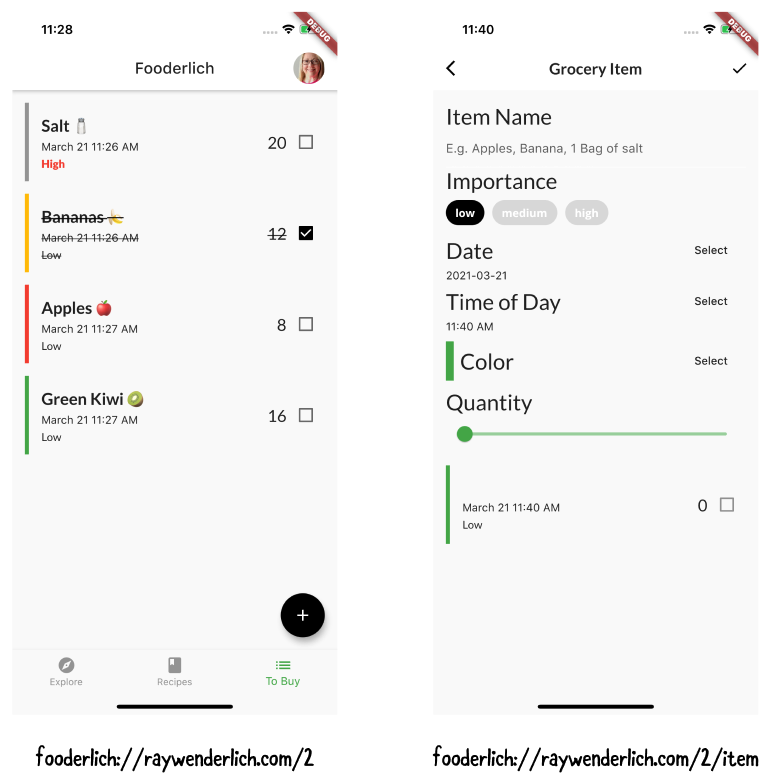 11:28
DEBUG
Fooderlich
Salt
March 21 11:26 AM
High
20
Bananas
March 21 11:26 AM
Low
12
Apples
March 21 11:27 AM
Low
8
Green Kiwi
March 21 11:27 AM
Low
16
+
Explore
Recipes
To Buy
fooderlich://raywenderlich.com/2
11:40
DEBUG
Grocery Item
Item Name
E.g. Apples, Banana, 1 Bag of salt
Importance
low medium high
Date Select
2021-03-21
Time of Day Select
11:40 AM
Color Select
Quantity
March 21 11:40 AM
Low
0
fooderlich://raywenderlich.com/2/item